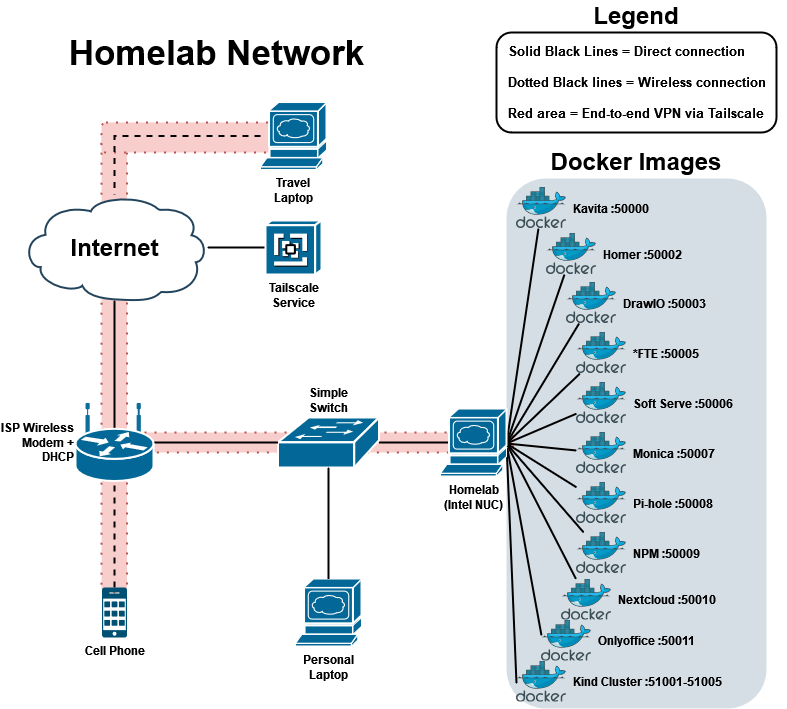 Homelab Network
Legend
Solid Black Lines = Direct connection
Dotted Black lines = Wireless connection
Red area = End-to-end VPN via Tailscale
Travel
Laptop
Internet
Tailscale
Service
ISP Wireless
Modem +
DHCP
Simple
Switch
Homelab
(Intel NUC)
Cell Phone
Personal
Laptop
Docker Images
docker
Kavita :50000
docker
Homer :50002
docker
DrawIO :50003
docker
*FTE :50005
docker
Soft Serve :50006
docker
Monica :50007
docker
Pi-hole :50008
docker
NPM :50009
docker
Nextcloud :50010
docker
Onlyoffice :50011
docker
Kind Cluster :51001-51005
docker